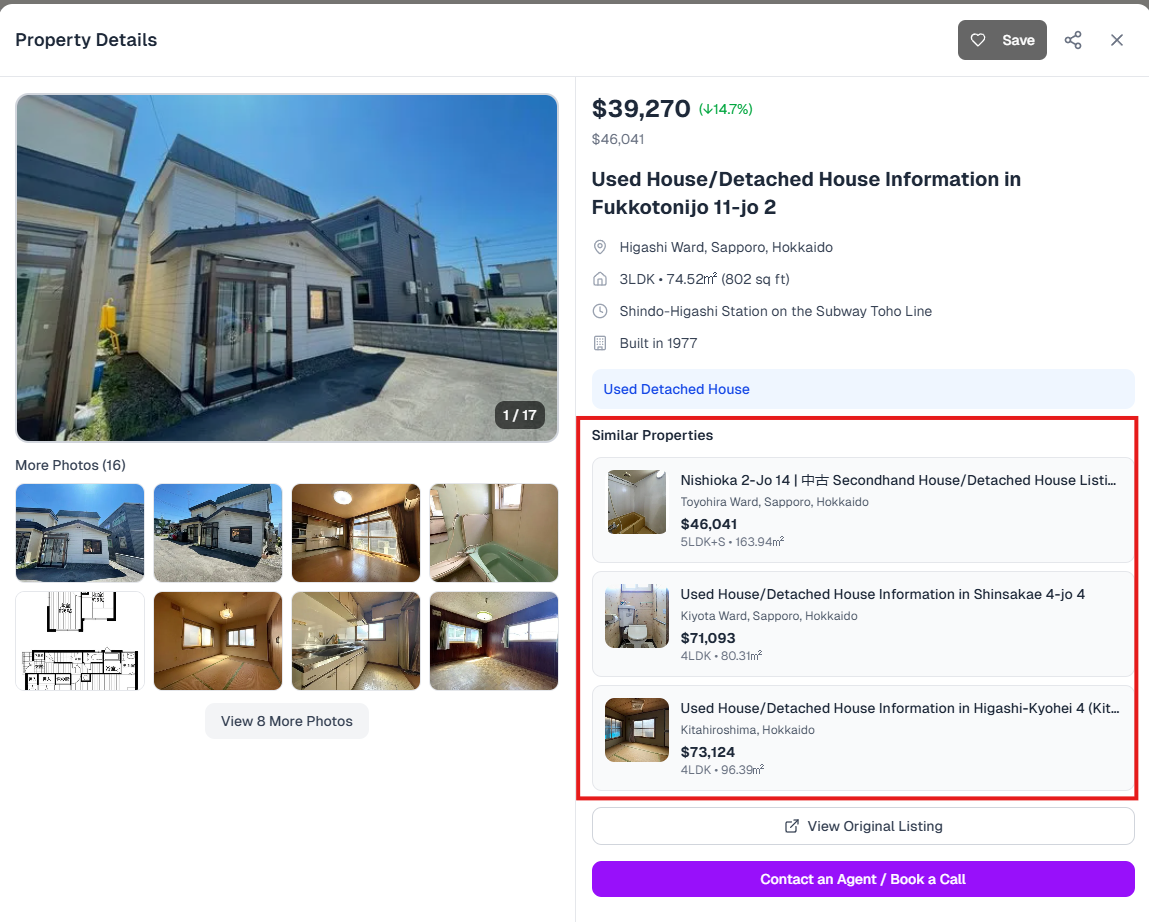 Property Details
Save
$39,270 (↓14.7%)
$46,041
Used House/Detached House Information in
Fukkotonijo 11-jo 2
Higashi Ward, Sapporo, Hokkaido
3LDK • 74.52㎡ (802 sq ft)
Shindo-Higashi Station on the Subway Toho Line
Built in 1977
Used Detached House
1 / 17
More Photos (16)
View 8 More Photos
Similar Properties
Nishioka 2-Jo 14 | 中古 Secondhand House/Detached House Listi...
Toyohira Ward, Sapporo, Hokkaido
$46,041
5LDK+S • 163.94㎡
Used House/Detached House Information in Shinsakae 4-jo 4
Kiyota Ward, Sapporo, Hokkaido
$71,093
4LDK • 80.31㎡
Used House/Detached House Information in Higashi-Kyohei 4 (Kit...
Kitahiroshima, Hokkaido
$73,124
4LDK • 96.39㎡
View Original Listing
Contact an Agent / Book a Call